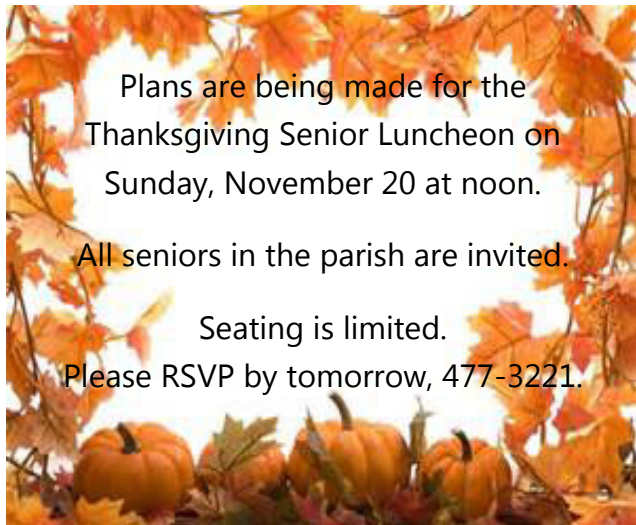 Plans are being made for the
Thanksgiving Senior Luncheon on
Sunday, November 20 at noon.
All seniors in the parish are invited.
Seating is limited.
Please RSVP by tomorrow, 477-3221.